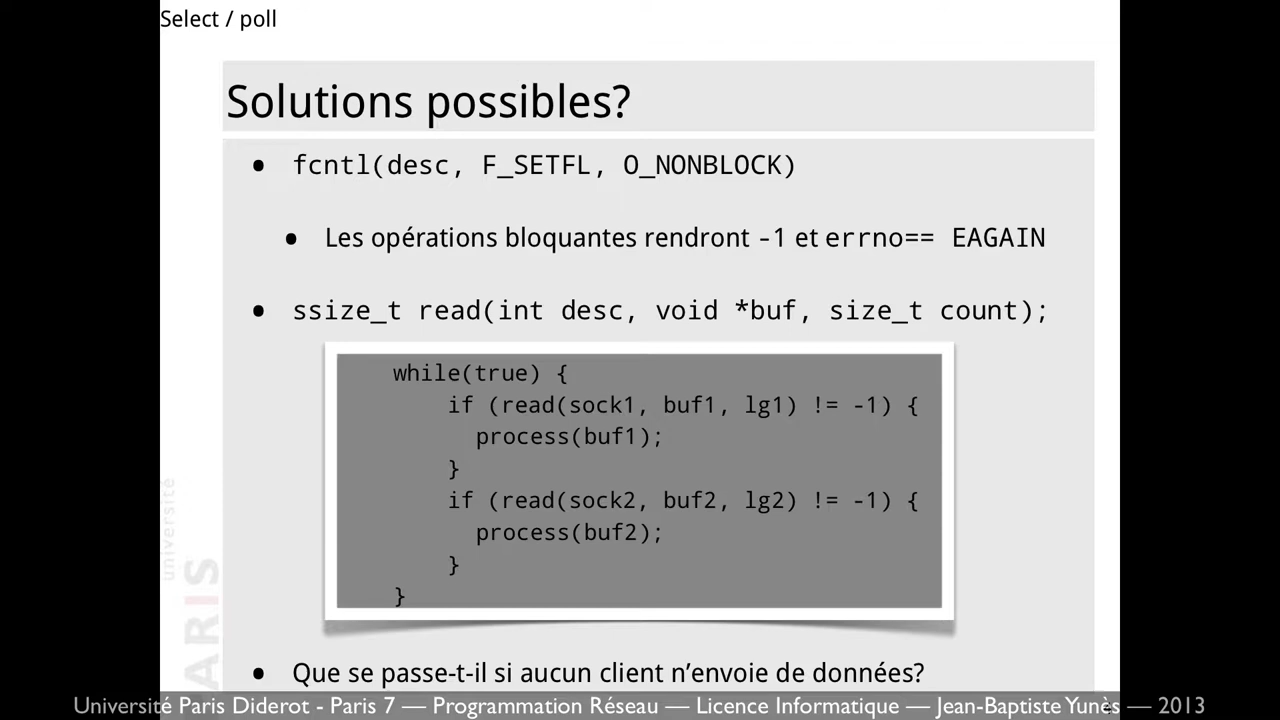 Select / poll
Solutions possibles?
• fcntl(desc, F_SETFL, O_NONBLOCK)
• Les opérations bloquantes rendront -1 et errno== EAGAIN
• ssize_t read(int desc, void *buf, size_t count);
while(true) {
if (read(sock1, buf1, lg1) != -1) {
process(buf1);
}
if (read(sock2, buf2, lg2) != -1) {
process(buf2);
}
}
• Que se passe-t-il si aucun client n’envoie de données?
université
PARIS
Université Paris Diderot - Paris 7 — Programmation Réseau — Licence Informatique — Jean-Baptiste Yunès — 2013